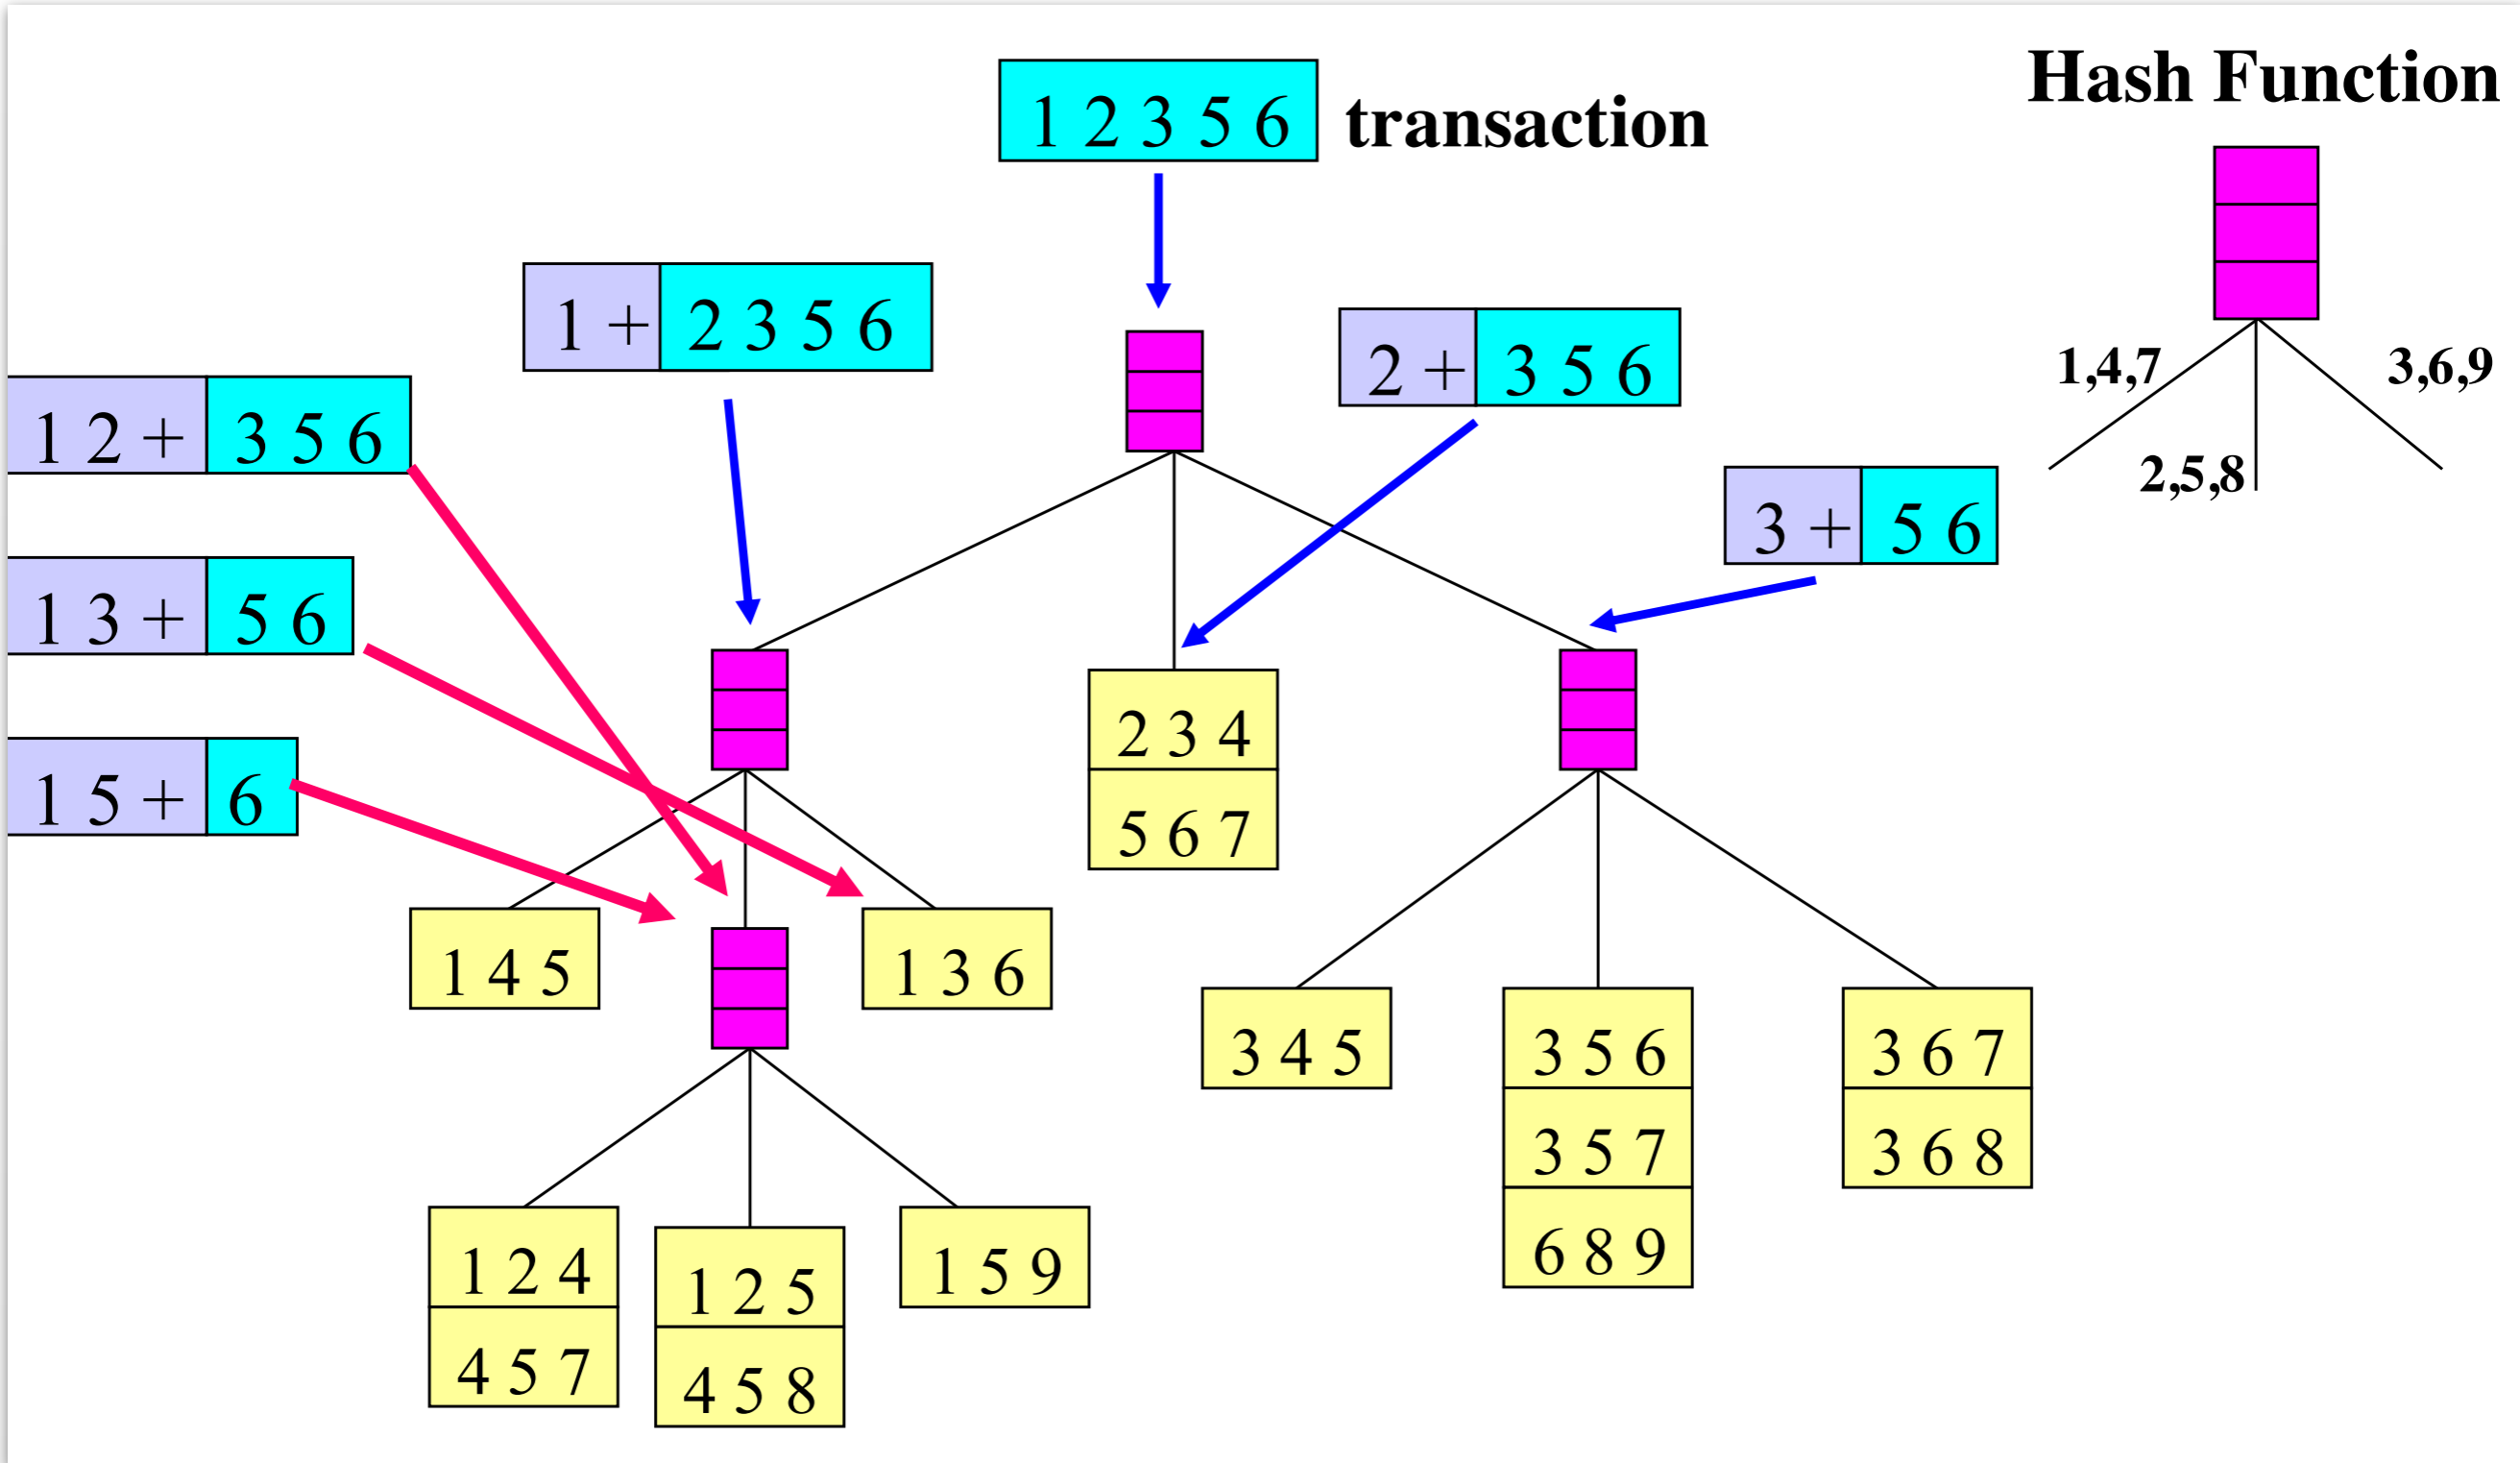 Hash Function
1 2 3 5 6 transaction
1 + 2 3 5 6
2 + 3 5 6
1,4,7
3,6,9
2,5,8
1 2 + 3 5 6
3 + 5 6
1 3 + 5 6
1 5 + 6
2 3 4
5 6 7
1 4 5
1 3 6
3 4 5
3 5 6
3 5 7
6 8 9
3 6 7
3 6 8
1 2 4
4 5 7
1 2 5
4 5 8
1 5 9